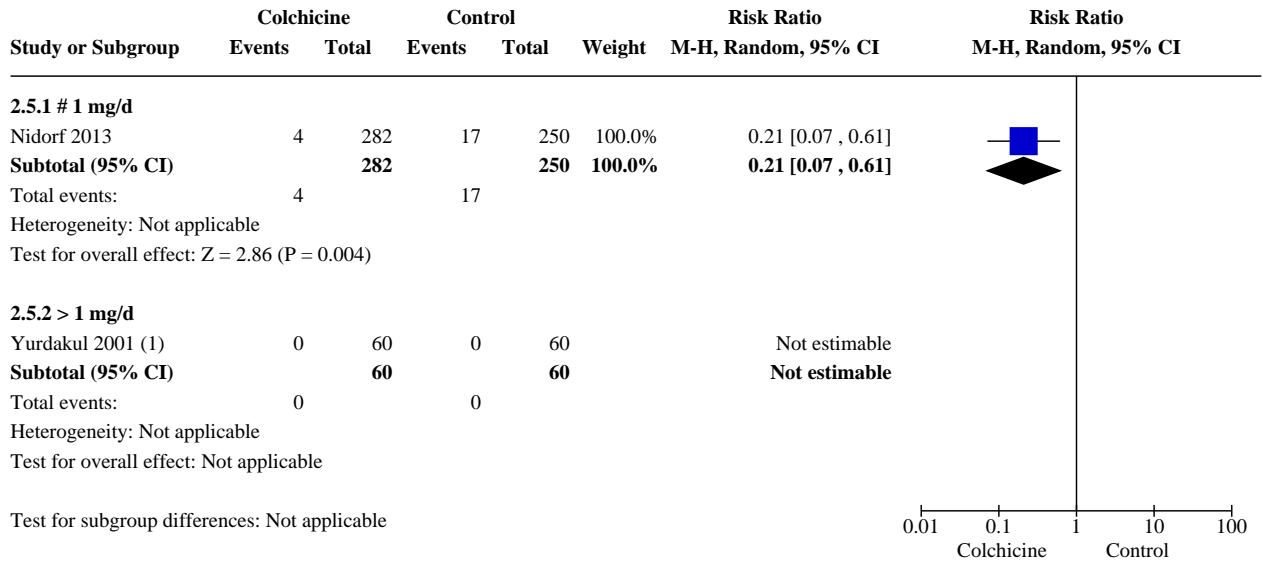 Colchicine Control Risk Ratio Risk Ratio
Study or Subgroup Events Total Events Total Weight M-H, Random, 95% CI M-H, Random, 95% CI
2.5.1 # 1 mg/d
Nidorf 2013 4 282 17 250 100.0% 0.21 [0.07 , 0.61]
Subtotal (95% CI) 282 250 100.0% 0.21 [0.07 , 0.61]
Total events: 4 17
Heterogeneity: Not applicable
Test for overall effect: Z = 2.86 (P = 0.004)
2.5.2 > 1 mg/d
Yurdakul 2001 (1) 0 60 0 60 Not estimable
Subtotal (95% CI) 60 60 Not estimable
Total events: 0 0
Heterogeneity: Not applicable
Test for overall effect: Not applicable
Test for subgroup differences: Not applicable
0.01 0.1 1 10 100
Colchicine Control